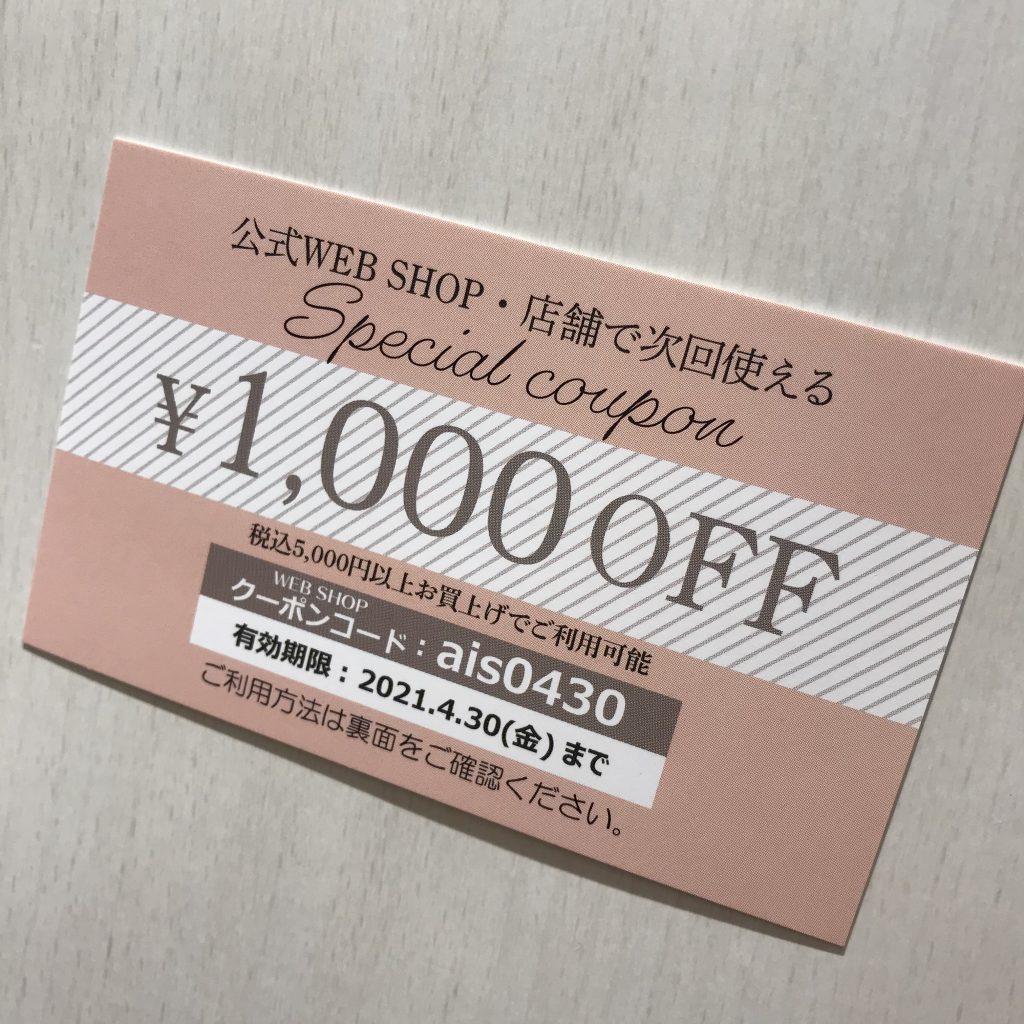 公式WEB SHOP・店舗で次回使える
Special coupon
¥1,000 OFF
税込5,000円以上お買上げでご利用可能
WEB SHOP
クーポンコード：ais0430
有効期限：2021.4.30(金)まで
ご利用方法は裏面をご確認ください。